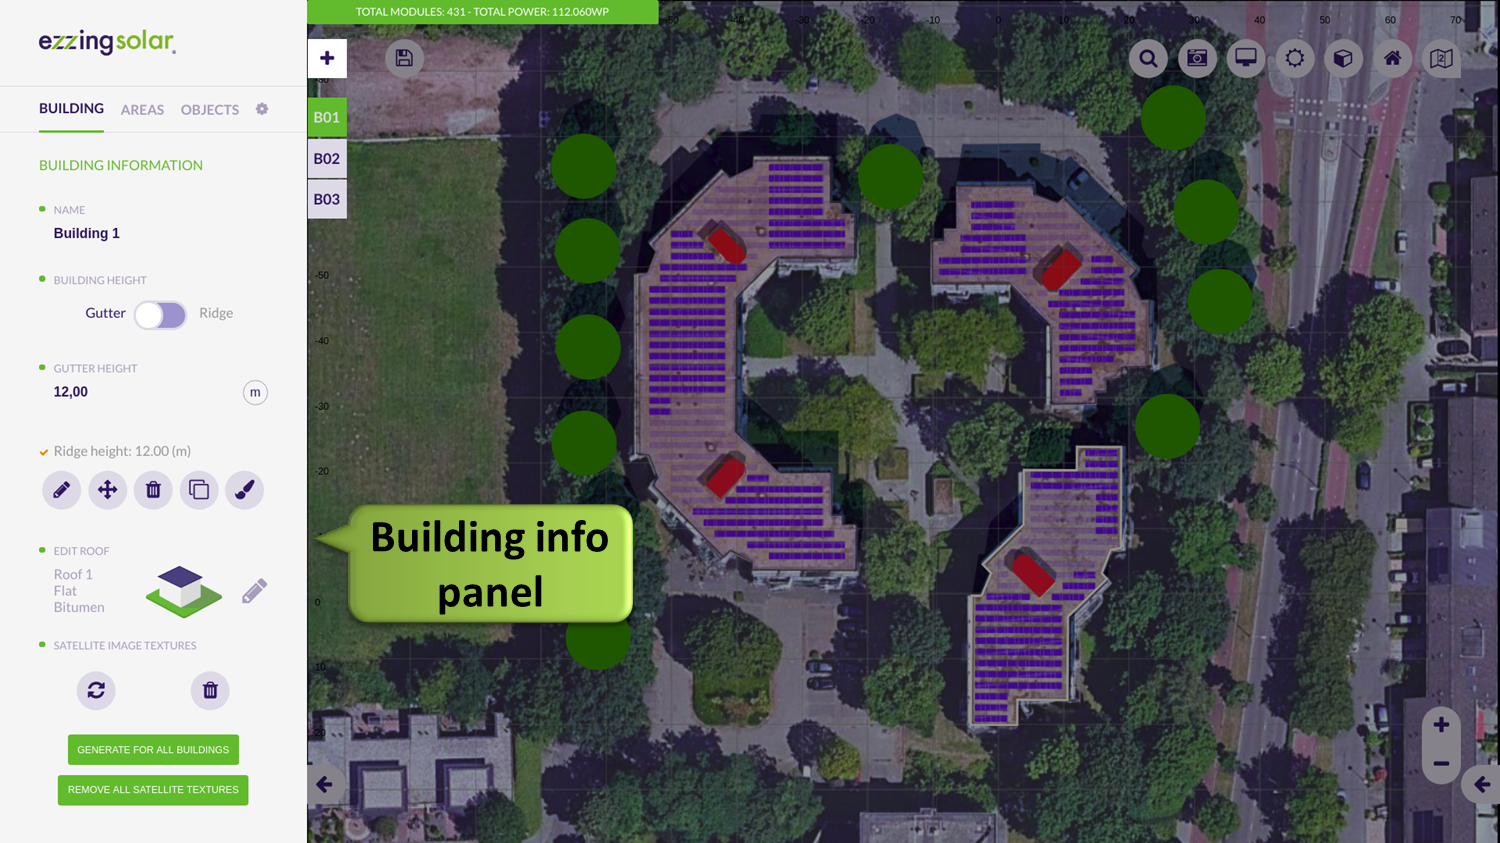 TOTAL MODULES: 431 - TOTAL POWER: 112.060WP
ezzingsolar
BUILDING AREAS OBJECTS
BUILDING INFORMATION
NAME
Building 1
BUILDING HEIGHT
Gutter Ridge
GUTTER HEIGHT
12,00 m
Ridge height: 12.00 (m)
EDIT ROOF
Roof 1
Flat
Bitumen
SATELLITE IMAGE TEXTURES
GENERATE FOR ALL BUILDINGS
REMOVE ALL SATELLITE TEXTURES
+
B01
B02
B03
Building info
panel
-40 -30 -20 -10 0 10 20 30 40 50 60 70
-50
-40
-30
-20
0
10
2
+
−